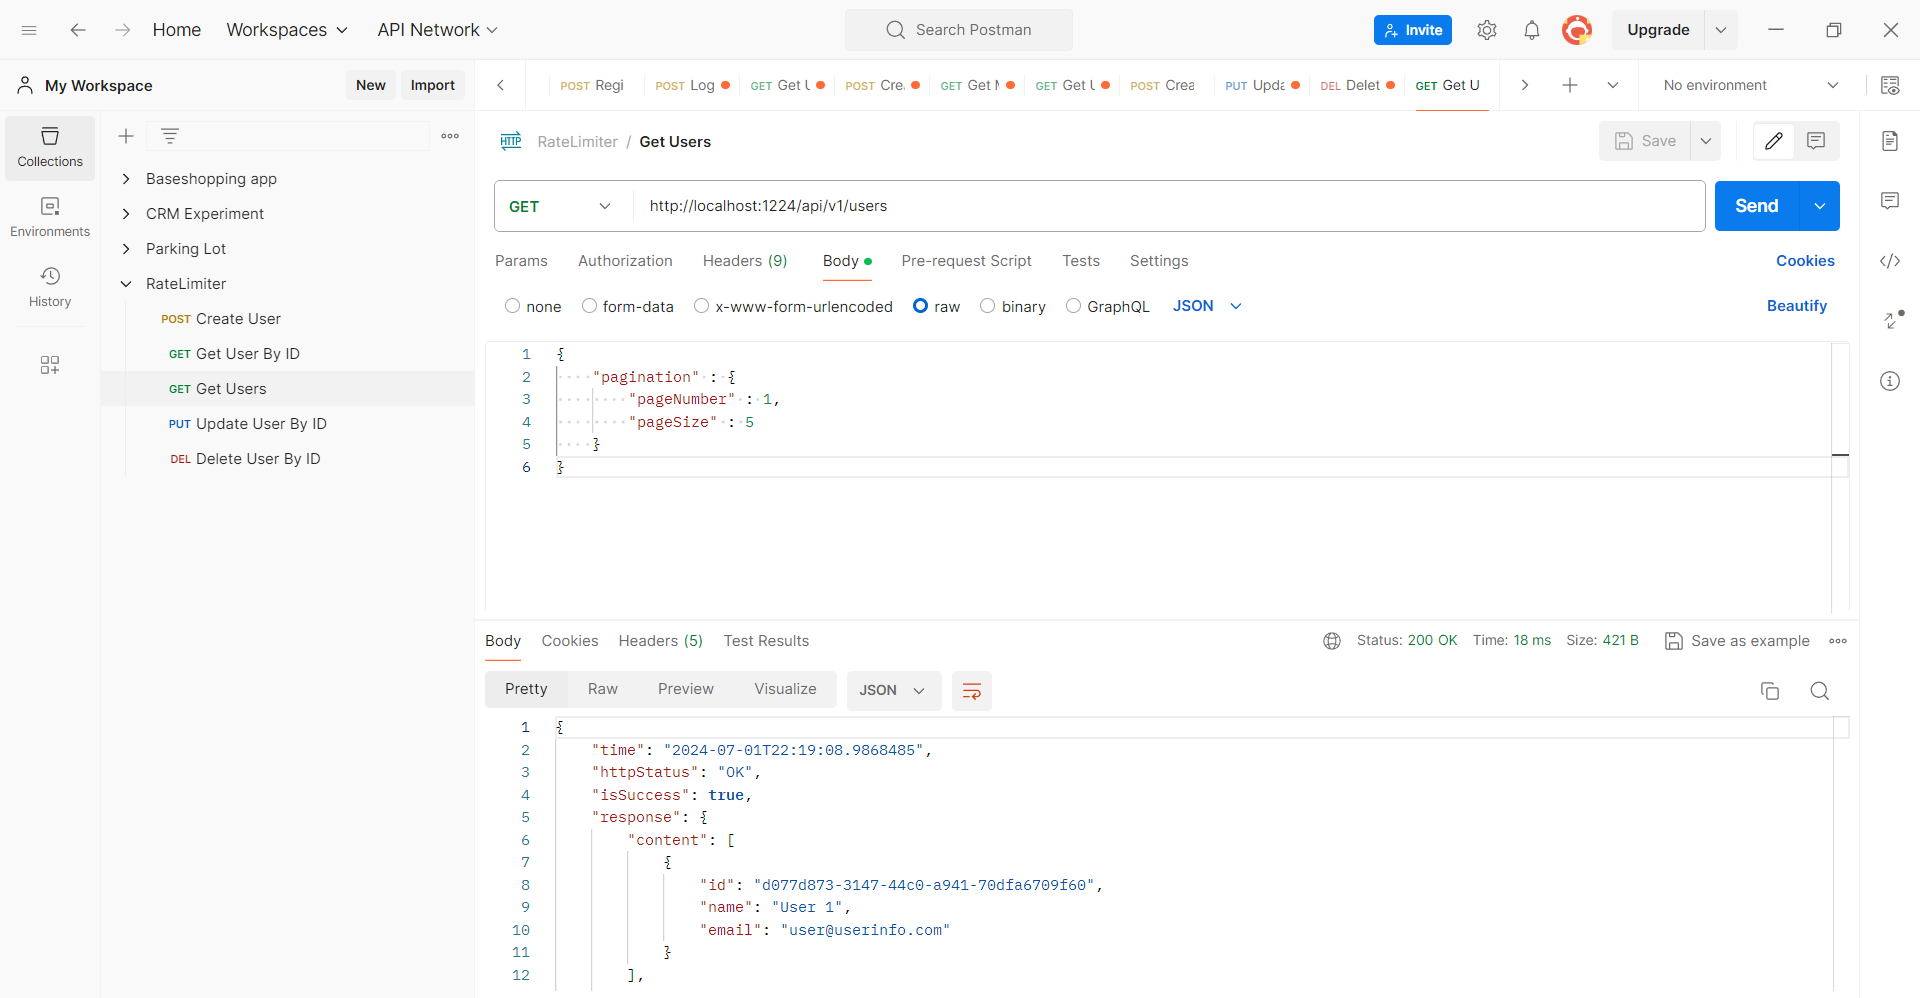 Home Workspaces API Network Search Postman Invite Upgrade
My Workspace New Import
POST Regi POST Log GET Get U POST Cre GET Get M GET Get U POST Crea PUT Upda DEL Delet GET Get U No environment
Collections
Environments
History
Baseshopping app
CRM Experiment
Parking Lot
RateLimiter
POST Create User
GET Get User By ID
GET Get Users
PUT Update User By ID
DEL Delete User By ID
HTTP RateLimiter / Get Users Save
GET http://localhost:1224/api/v1/users Send
Params Authorization Headers (9) Body Pre-request Script Tests Settings Cookies
none form-data x-www-form-urlencoded raw binary GraphQL JSON Beautify
1 {
2 "pagination" : {
3 "pageNumber" : 1,
4 "pageSize" : 5
5 }
6 }
Body Cookies Headers (5) Test Results Status: 200 OK Time: 18 ms Size: 421 B Save as example
Pretty Raw Preview Visualize JSON
1 {
2 "time": "2024-07-01T22:19:08.9868485",
3 "httpStatus": "OK",
4 "isSuccess": true,
5 "response": {
6 "content": [
7 {
8 "id": "d077d873-3147-44c0-a941-70dfa6709f60",
9 "name": "User 1",
10 "email": "user@userinfo.com"
11 }
12 ],